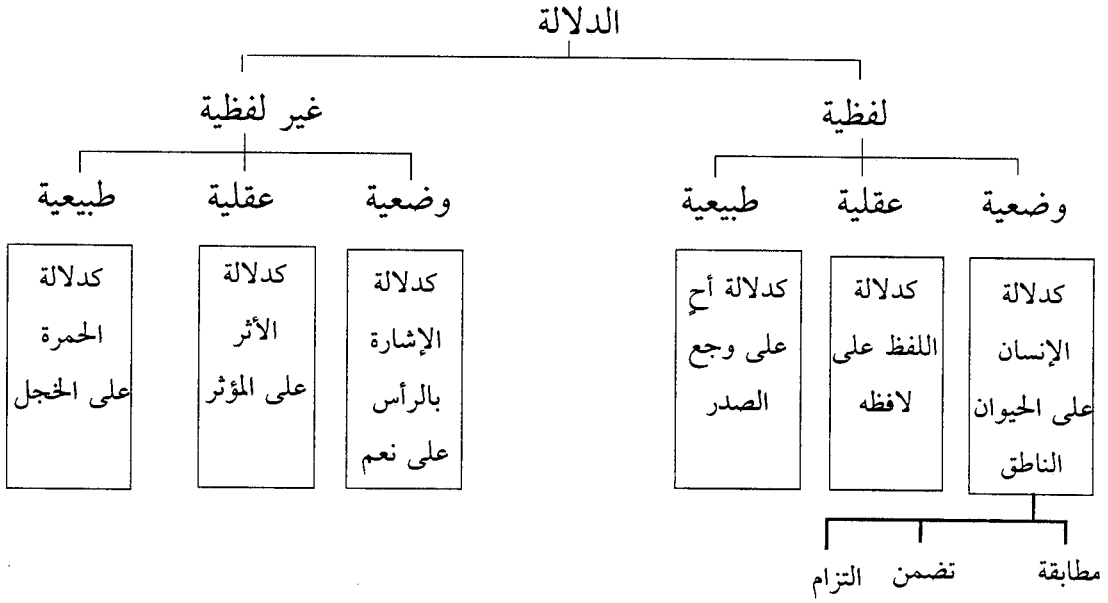 الدلالة
لفظية
غير لفظية
وضعية
عقلية
طبيعية
وضعية
عقلية
طبيعية
كدلالة
الإنسان
على الحيوان
الناطق
كدلالة
اللفظ على
لافظه
كدلالة أحٍ
على وجع
الصدر
كدلالة
الإشارة
بالرأس
على نعم
كدلالة
الأثر
على المؤثر
كدلالة
الحمرة
على الخجل
مطابقة
تضمن
التزام